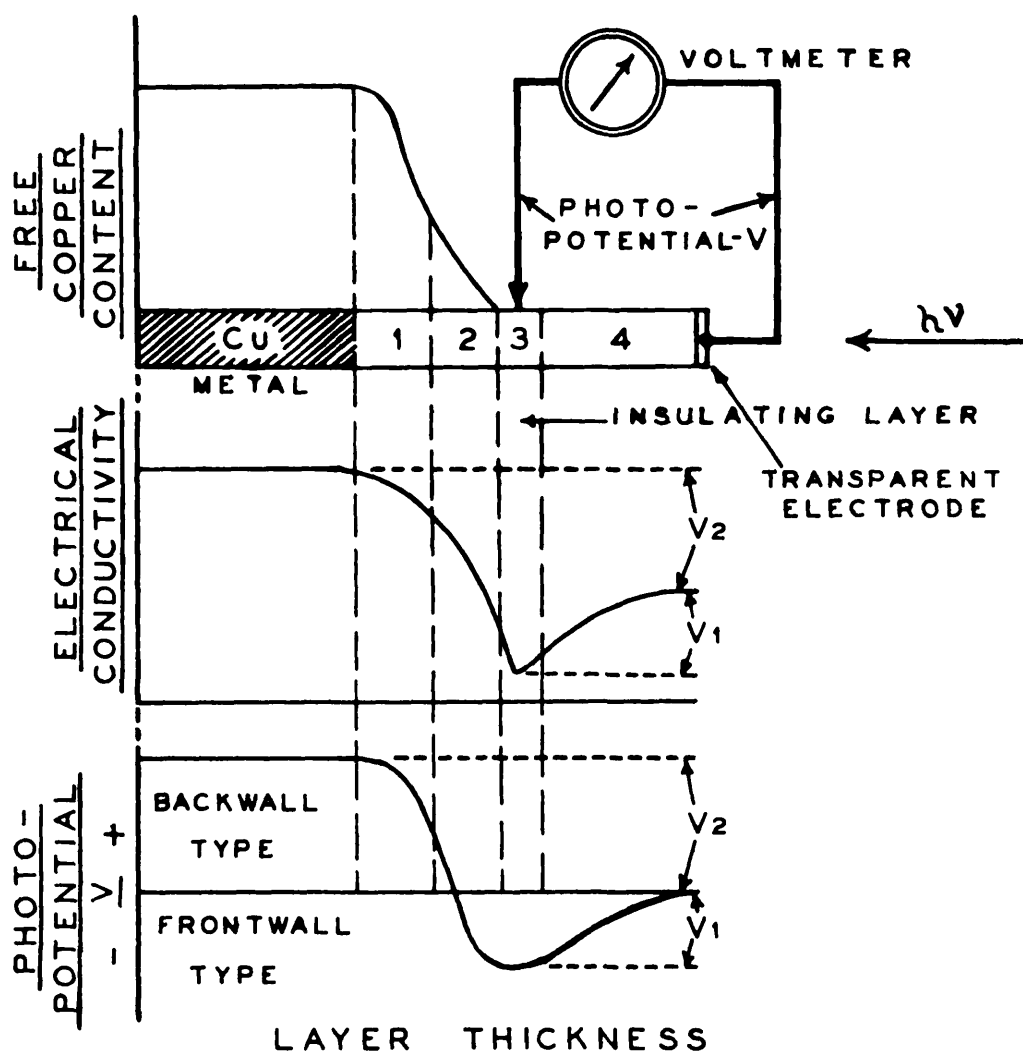 VOLTMETER
FREE
COPPER
CONTENT
PHOTO-
POTENTIAL-V
hν
Cu
1
2
3
4
METAL
INSULATING LAYER
TRANSPARENT
ELECTRODE
ELECTRICAL
CONDUCTIVITY
V2
V1
PHOTO-
POTENTIAL
- V +
BACKWALL
TYPE
FRONTWALL
TYPE
V2
V1
LAYER THICKNESS